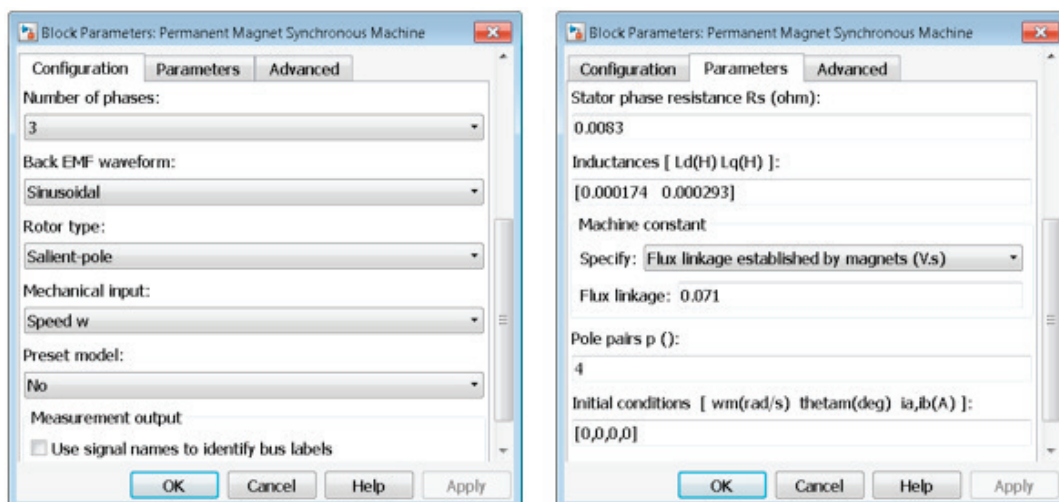 Block Parameters: Permanent Magnet Synchronous Machine
Configuration Parameters Advanced
Number of phases:
3
Back EMF waveform:
Sinusoidal
Rotor type:
Salient-pole
Mechanical input:
Speed w
Preset model:
No
Measurement output
Use signal names to identify bus labels
OK Cancel Help Apply
Block Parameters: Permanent Magnet Synchronous Machine
Configuration Parameters Advanced
Stator phase resistance Rs (ohm):
0.0083
Inductances [ Ld(H) Lq(H) ]:
[0.000174 0.000293]
Machine constant
Specify: Flux linkage established by magnets (V.s)
Flux linkage: 0.071
Pole pairs p ():
4
Initial conditions [ wm(rad/s) thetam(deg) ia,ib(A) ]:
[0,0,0,0]
OK Cancel Help Apply